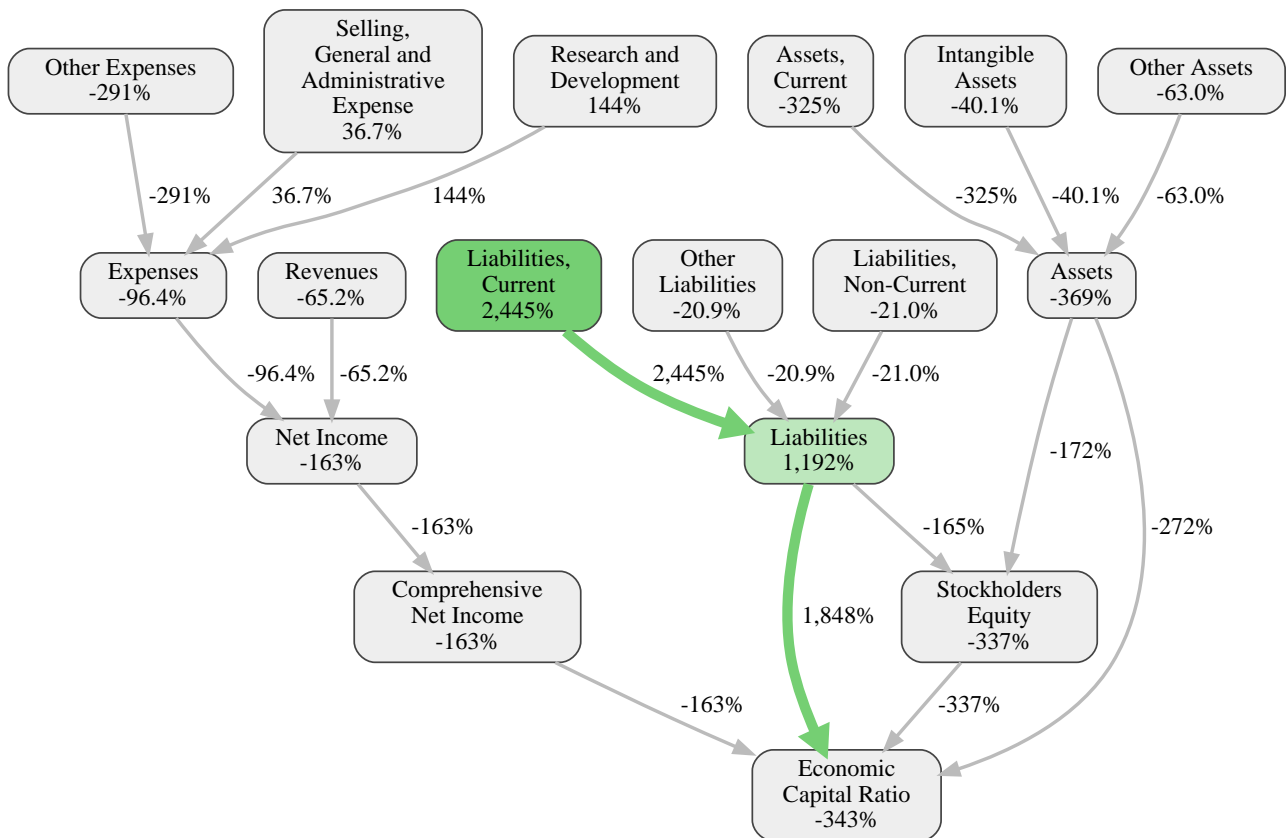 Other Expenses
-291%
Selling,
General and
Administrative
Expense
36.7%
Research and
Development
144%
Assets,
Current
-325%
Intangible
Assets
-40.1%
Other Assets
-63.0%
-291%
36.7%
144%
-325%
-40.1%
-63.0%
Expenses
-96.4%
Revenues
-65.2%
Liabilities,
Current
2,445%
Other
Liabilities
-20.9%
Liabilities,
Non-Current
-21.0%
Assets
-369%
-96.4%
-65.2%
2,445%
-20.9%
-21.0%
Net Income
-163%
Liabilities
1,192%
-172%
-163%
-165%
-272%
Comprehensive
Net Income
-163%
1,848%
Stockholders
Equity
-337%
-163%
-337%
Economic
Capital Ratio
-343%